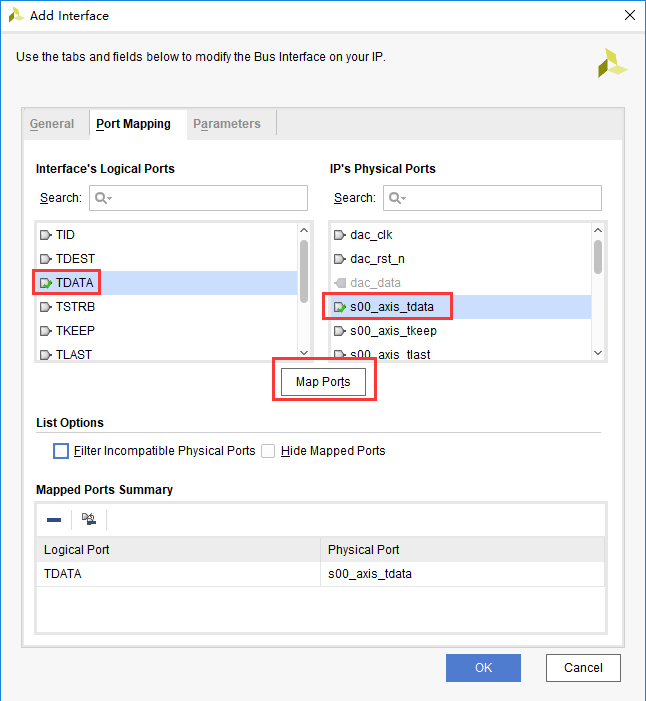 Add Interface
Use the tabs and fields below to modify the Bus Interface on your IP.
General Port Mapping Parameters
Interface's Logical Ports
Search:
TID
TDEST
TDATA
TSTRB
TKEEP
TLAST
IP's Physical Ports
Search:
dac_clk
dac_rst_n
dac_data
s00_axis_tdata
s00_axis_tkeep
s00_axis_tlast
Map Ports
List Options
Filter Incompatible Physical Ports Hide Mapped Ports
Mapped Ports Summary
Logical Port Physical Port
TDATA s00_axis_tdata
OK Cancel